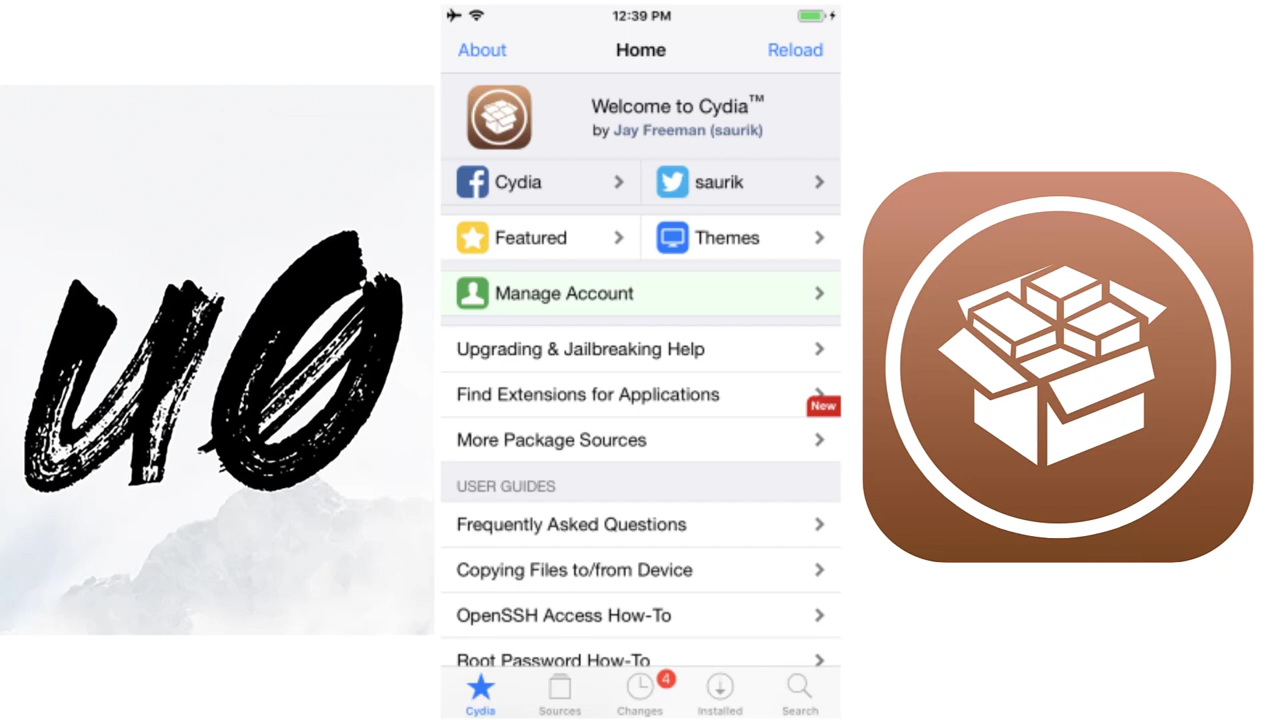 u0
12:39 PM
About Home Reload
Welcome to Cydia™
by Jay Freeman (saurik)
Cydia saurik
Featured Themes
Manage Account
Upgrading & Jailbreaking Help
Find Extensions for Applications
New
More Package Sources
USER GUIDES
Frequently Asked Questions
Copying Files to/from Device
OpenSSH Access How-To
Root Password How-To
4
Cydia Sources Changes Installed Search